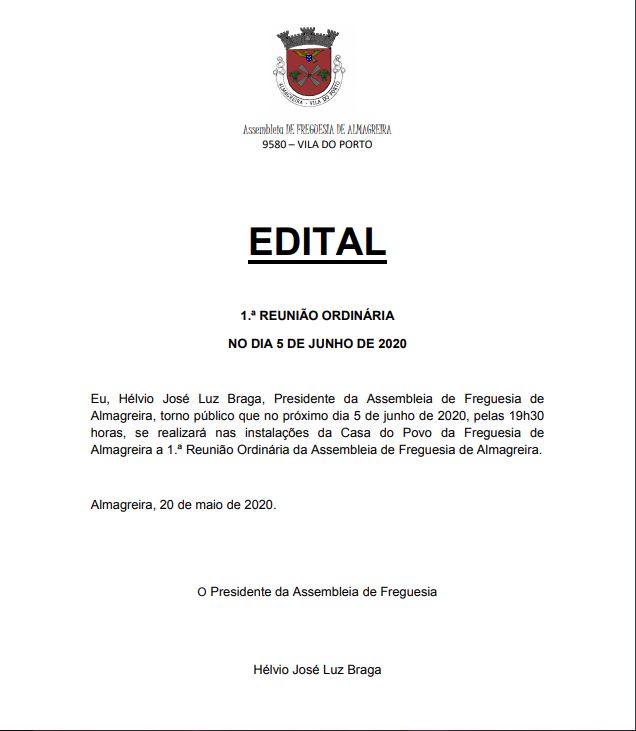 ALMAGREIRA - VILA DO PORTO
Assembleia DE FREGUESIA DE ALMAGREIRA
9580 – VILA DO PORTO
EDITAL
1.ª REUNIÃO ORDINÁRIA
NO DIA 5 DE JUNHO DE 2020
Eu, Hélvio José Luz Braga, Presidente da Assembleia de Freguesia de
Almagreira, torno público que no próximo dia 5 de junho de 2020, pelas 19h30
horas, se realizará nas instalações da Casa do Povo da Freguesia de
Almagreira a 1.ª Reunião Ordinária da Assembleia de Freguesia de Almagreira.
Almagreira, 20 de maio de 2020.
O Presidente da Assembleia de Freguesia
Hélvio José Luz Braga